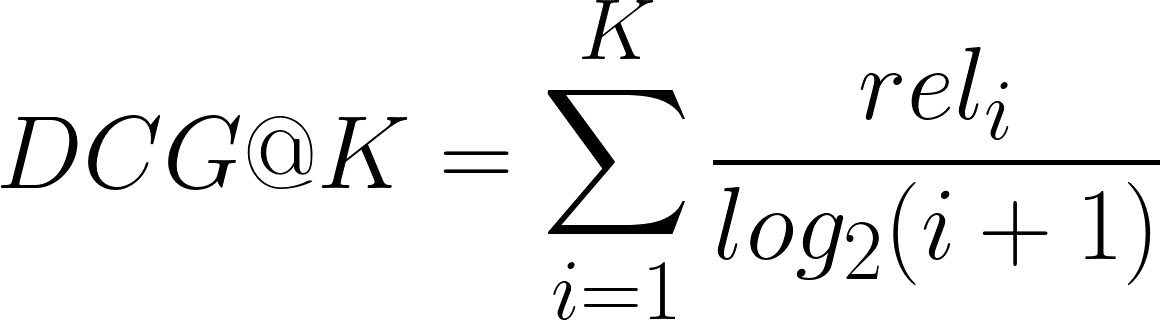 DCG@K = \sum_{i=1}^{K} \frac{rel_i}{log_2(i + 1)}